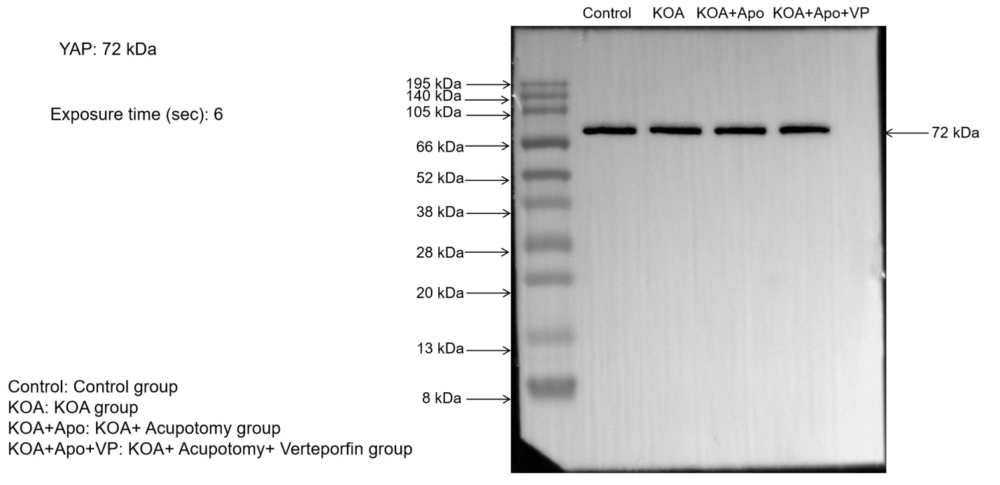 Control KOA KOA+Apo KOA+Apo+VP
YAP: 72 kDa
195 kDa
140 kDa
105 kDa
Exposure time (sec): 6
72 kDa
66 kDa
52 kDa
38 kDa
28 kDa
20 kDa
13 kDa
8 kDa
Control: Control group
KOA: KOA group
KOA+Apo: KOA+ Acupotomy group
KOA+Apo+VP: KOA+ Acupotomy+ Verteporfin group